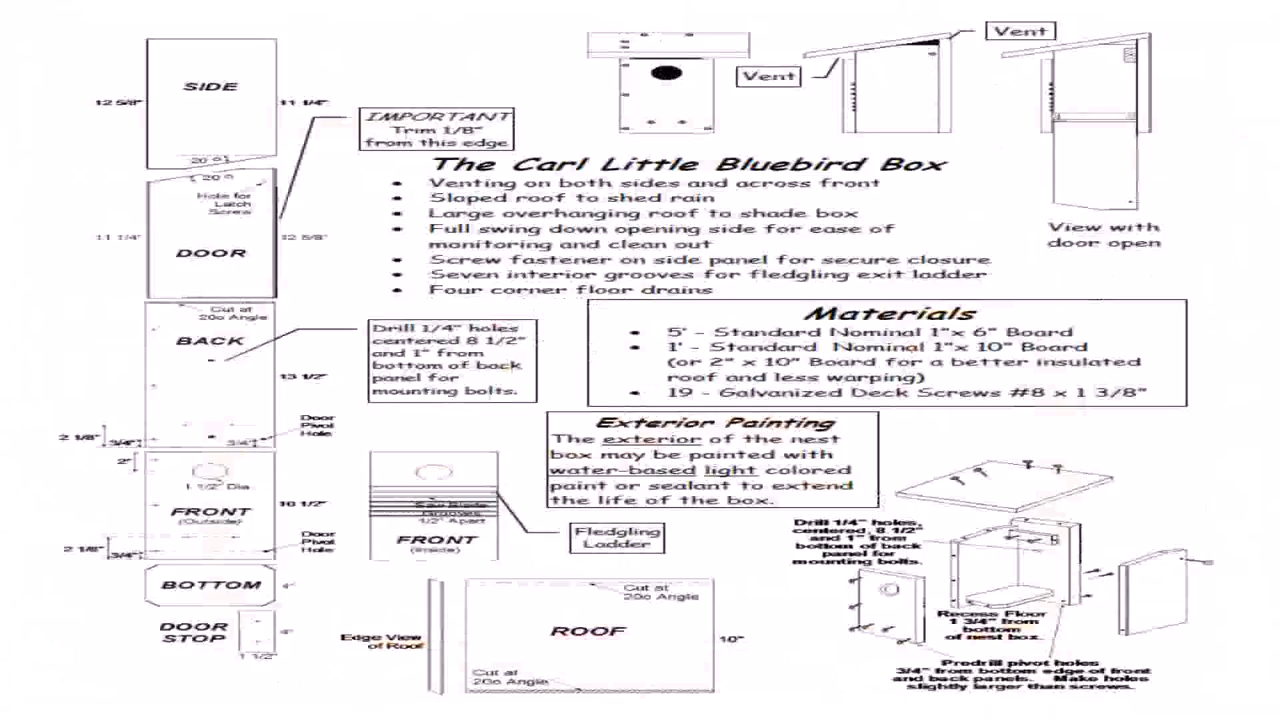 SIDE
12 5/8"
11 1/4"
20 o
IMPORTANT
Trim 1/8"
from this edge
20 o
Hole for
Latch
Screw
11 1/4"
12 5/8"
DOOR
Vent
Vent
View with
door open
The Carl Little Bluebird Box
• Venting on both sides and across front
• Sloped roof to shed rain
• Large overhanging roof to shade box
• Full swing down opening side for ease of
monitoring and clean out
• Screw fastener on side panel for secure closure
• Seven interior grooves for fledgling exit ladder
• Four corner floor drains
Cut at
20o Angle
BACK
13 1/2"
Drill 1/4" holes
centered 8 1/2"
and 1" from
bottom of back
panel for
mounting bolts.
Door
Pivot
Hole
2 1/8"
3/4"
3/4"
Materials
• 5' - Standard Nominal 1"x 6" Board
• 1' - Standard Nominal 1"x 10" Board
(or 2" x 10" Board for a better insulated
roof and less warping)
• 19 - Galvanized Deck Screws #8 x 1 3/8"
Exterior Painting
The exterior of the nest
box may be painted with
water-based light colored
paint or sealant to extend
the life of the box.
2"
1 1/2" Dia
FRONT
(Outside)
10 1/2"
Door
Pivot
Hole
2 1/8"
3/4"
Saw Blade
Grooves
1/2" Apart
FRONT
(Inside)
Fledgling
Ladder
BOTTOM
4"
DOOR
STOP
4"
1 1/2"
Edge View
of Roof
Cut at
20o Angle
ROOF
10"
Cut at
20o Angle
Drill 1/4" holes,
centered, 8 1/2"
and 1" from
bottom of back
panel for
mounting bolts.
Recess Floor
1 3/4" from
bottom
of nest box.
Predrill pivot holes
3/4" from bottom edge of front
and back panels. Make holes
slightly larger than screws.